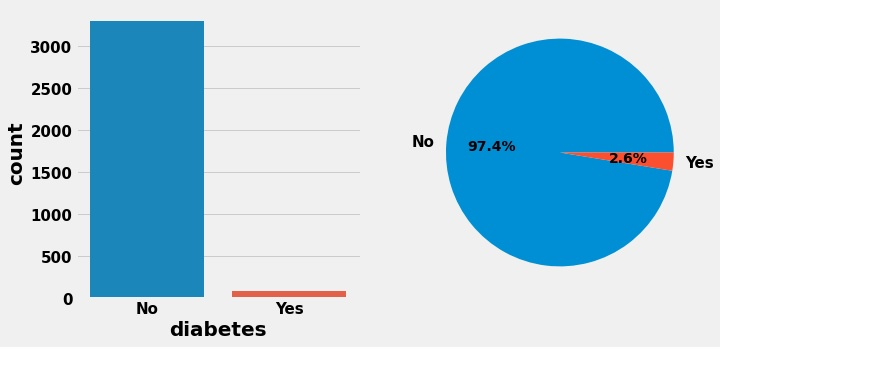 3000
2500
2000
1500
1000
500
0
count
No
Yes
diabetes
No
97.4%
2.6%
Yes